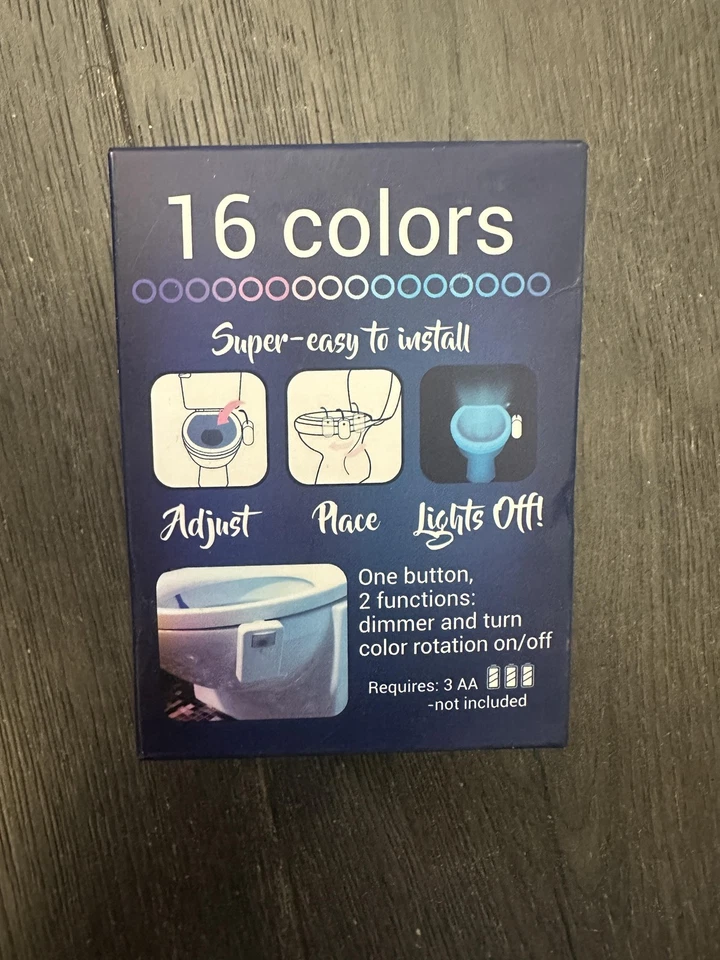 16 colors
Super-easy to install
Adjust
Place
Lights Off!
One button,
2 functions:
dimmer and turn
color rotation on/off
Requires: 3 AA
-not included